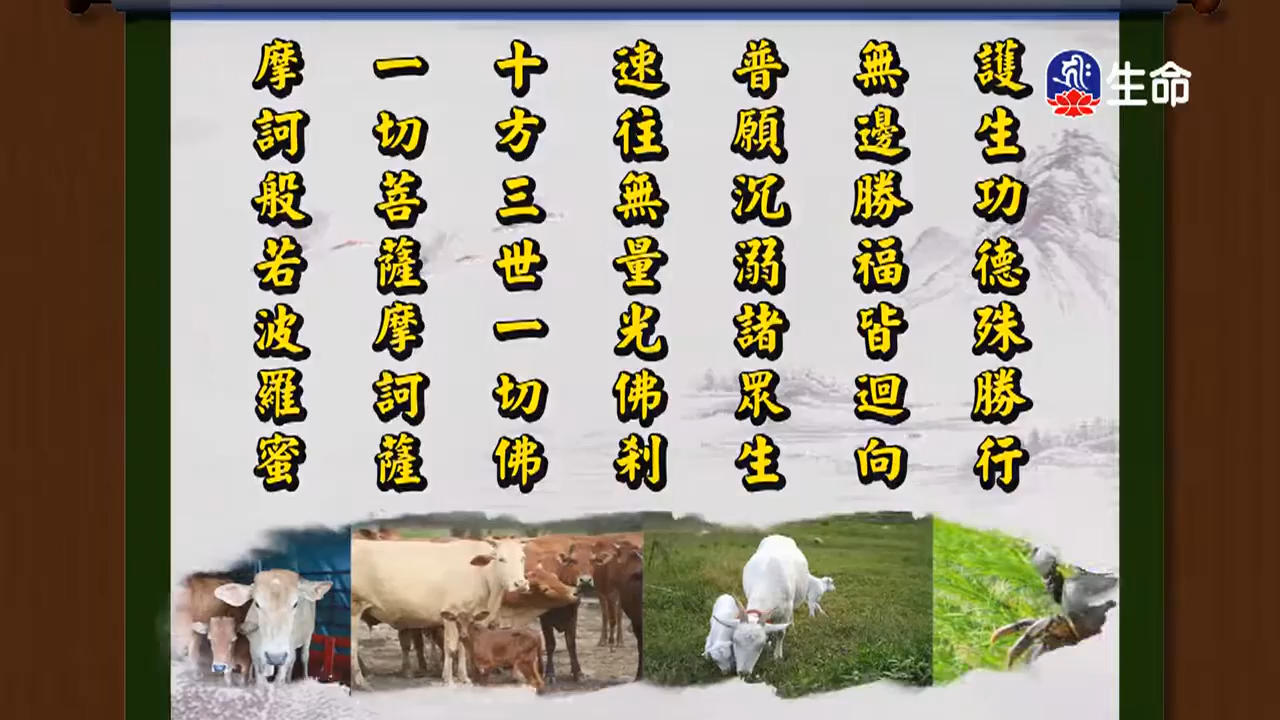 護生功德殊勝行
無邊勝福皆迴向
普願沉溺諸眾生
速往無量光佛剎
十方三世一切佛
一切菩薩摩訶薩
摩訶般若波羅蜜
生命